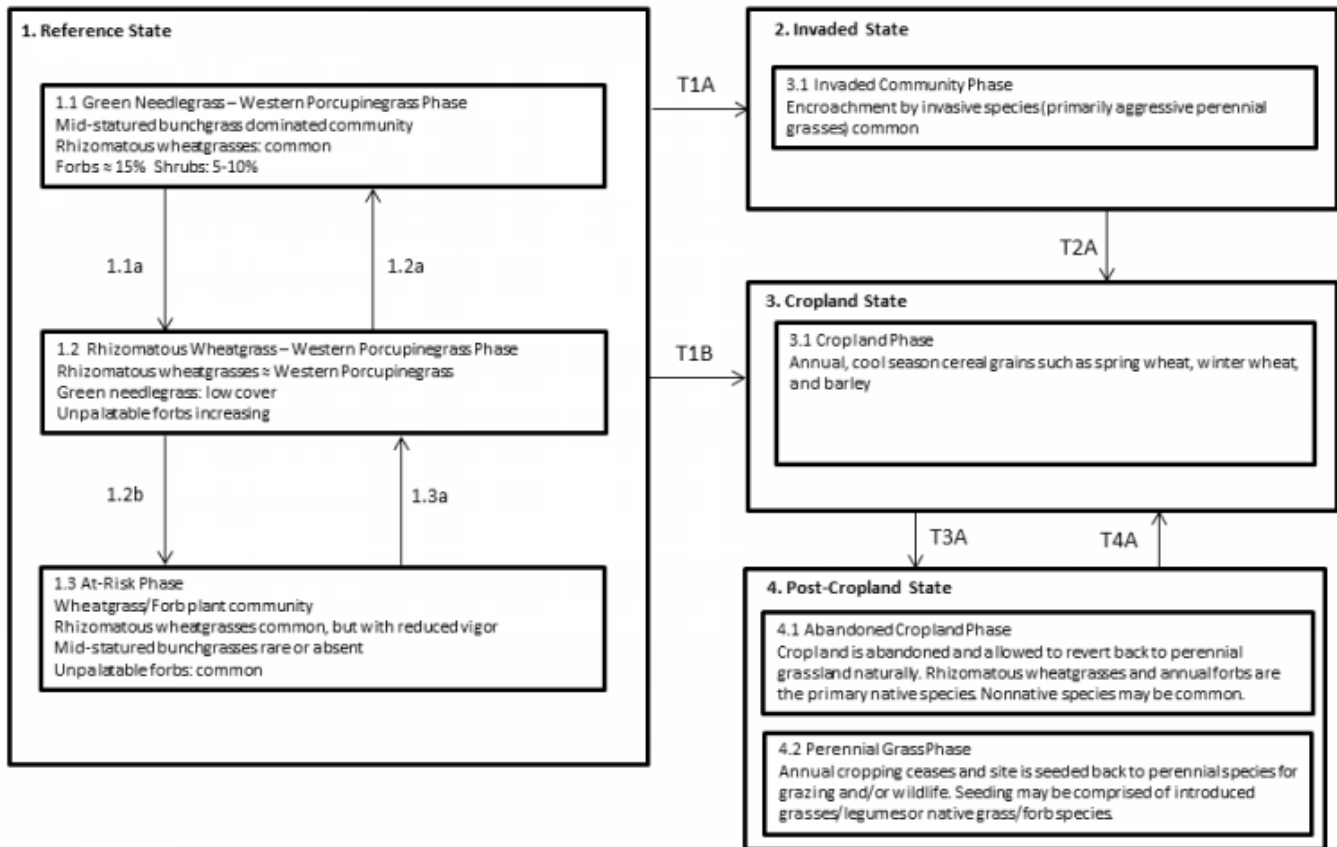 1. Reference State
1.1 Green Needlegrass – Western Porcupinegrass Phase
Mid-statured bunchgrass dominated community
Rhizomatous wheatgrasses: common
Forbs ≈ 15% Shrubs: 5-10%
1.1a
1.2a
1.2 Rhizomatous Wheatgrass – Western Porcupinegrass Phase
Rhizomatous wheatgrasses ≈ Western Porcupinegrass
Green needlegrass: low cover
Unpalatable forbs increasing
1.2b
1.3a
1.3 At-Risk Phase
Wheatgrass/Forb plant community
Rhizomatous wheatgrasses common, but with reduced vigor
Mid-statured bunchgrasses rare or absent
Unpalatable forbs: common
T1A
T1B
2. Invaded State
3.1 Invaded Community Phase
Encroachment by invasive species (primarily aggressive perennial
grasses) common
T2A
3. Cropland State
3.1 Cropland Phase
Annual, cool season cereal grains such as spring wheat, winter wheat,
and barley
T3A
T4A
4. Post-Cropland State
4.1 Abandoned Cropland Phase
Cropland is abandoned and allowed to revert back to perennial
grassland naturally. Rhizomatous wheatgrasses and annual forbs are
the primary native species. Nonnative species may be common.
4.2 Perennial Grass Phase
Annual cropping ceases and site is seeded back to perennial species for
grazing and/or wildlife. Seeding may be comprised of introduced
grasses/legumes or native grass/forb species.